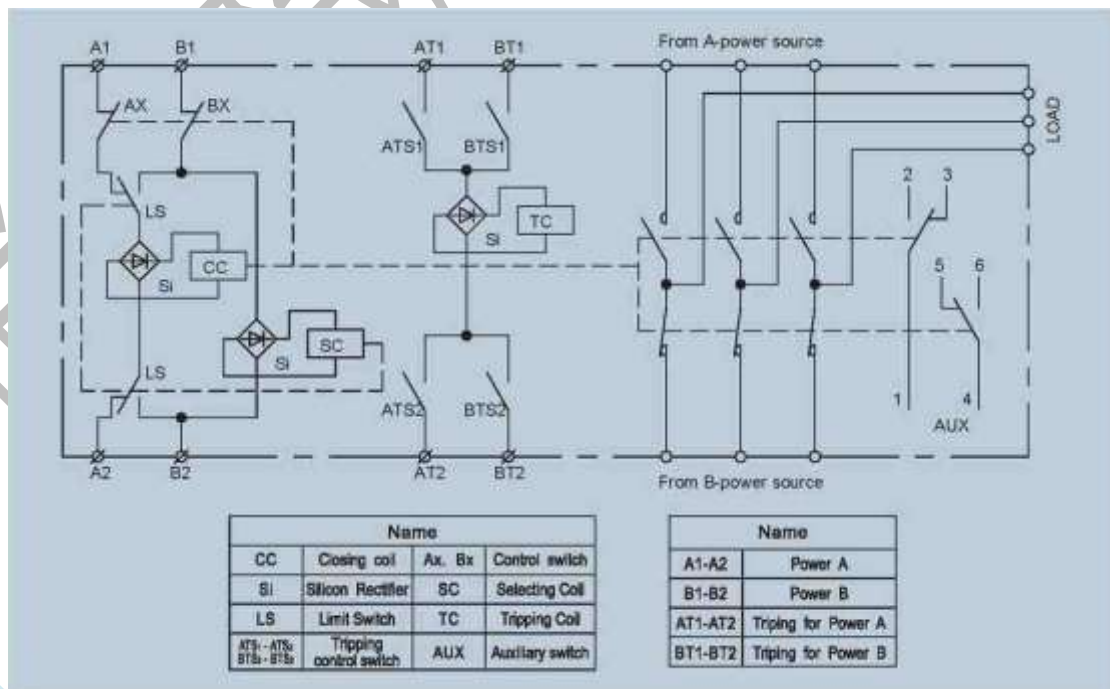 A1 B1 AT1 BT1 From A-power source
AX BX
ATS1 BTS1
LOAD
2 3
LS
TC
Si
CC
Si
5 6
SC
Si
LS
ATS2 BTS2
1 4
AUX
A2 B2 AT2 BT2 From B-power source
Name
CC Closing coil Ax, Bx Control switch
Si Silicon Rectifier SC Selecting Coil
LS Limit Switch TC Tripping Coil
Tripping control switch AUX Auxiliary switch
Name
A1-A2 Power A
B1-B2 Power B
AT1-AT2 Triping for Power A
BT1-BT2 Triping for Power B